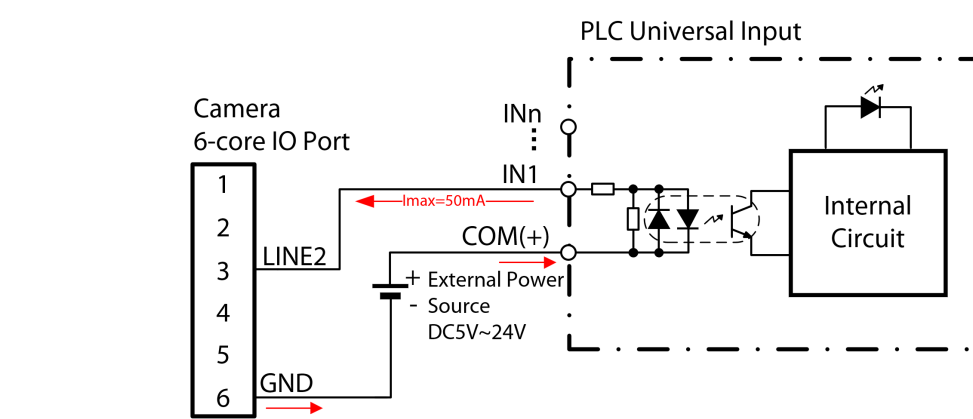 PLC Universal Input
Camera
6-core IO Port
INn
1
IN1
Imax=50mA
2
Internal
Circuit
COM(+)
LINE2
3
+ External Power
- Source
DC5V~24V
4
5
GND
6